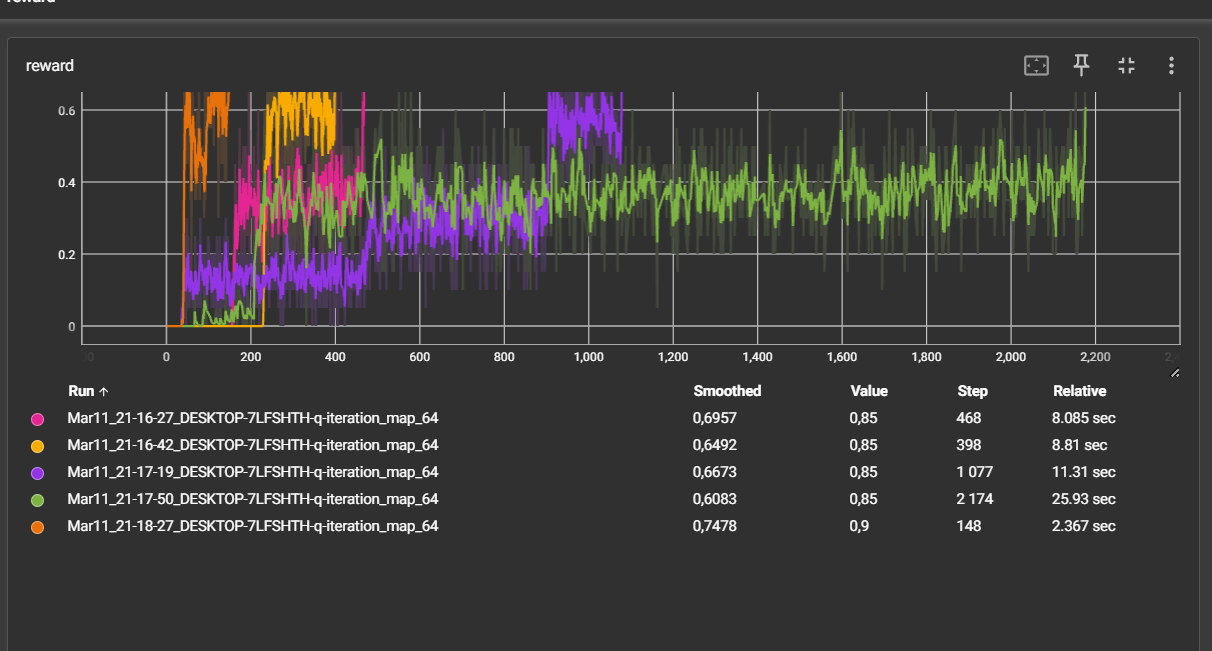 reward
reward
0.6
0.4
0.2
0
0 200 400 600 800 1,000 1,200 1,400 1,600 1,800 2,000 2,200
Run ↑ Smoothed Value Step Relative
Mar11_21-16-27_DESKTOP-7LFSHTH-q-iteration_map_64 0,6957 0,85 468 8.085 sec
Mar11_21-16-42_DESKTOP-7LFSHTH-q-iteration_map_64 0,6492 0,85 398 8.81 sec
Mar11_21-17-19_DESKTOP-7LFSHTH-q-iteration_map_64 0,6673 0,85 1 077 11.31 sec
Mar11_21-17-50_DESKTOP-7LFSHTH-q-iteration_map_64 0,6083 0,85 2 174 25.93 sec
Mar11_21-18-27_DESKTOP-7LFSHTH-q-iteration_map_64 0,7478 0,9 148 2.367 sec